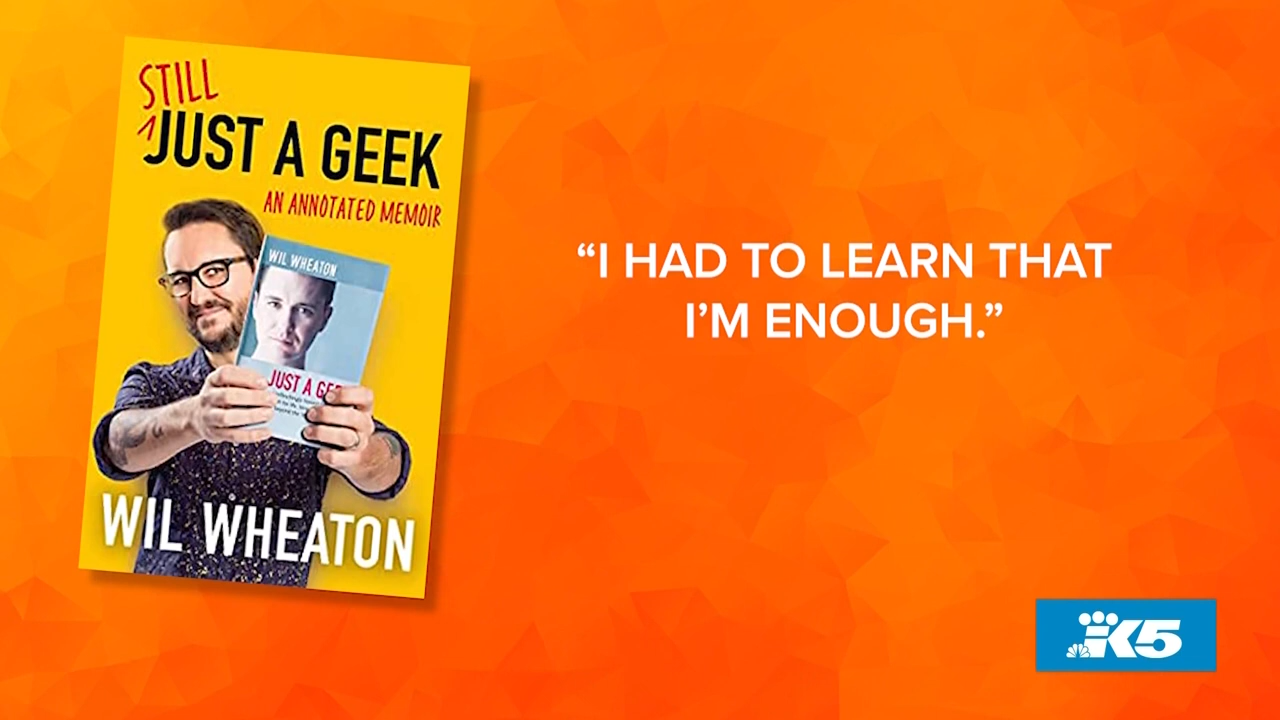 STILL
JUST A GEEK
AN ANNOTATED MEMOIR
WIL WHEATON
JUST A GE
WIL WHEATON
“I HAD TO LEARN THAT
I’M ENOUGH.”
K5